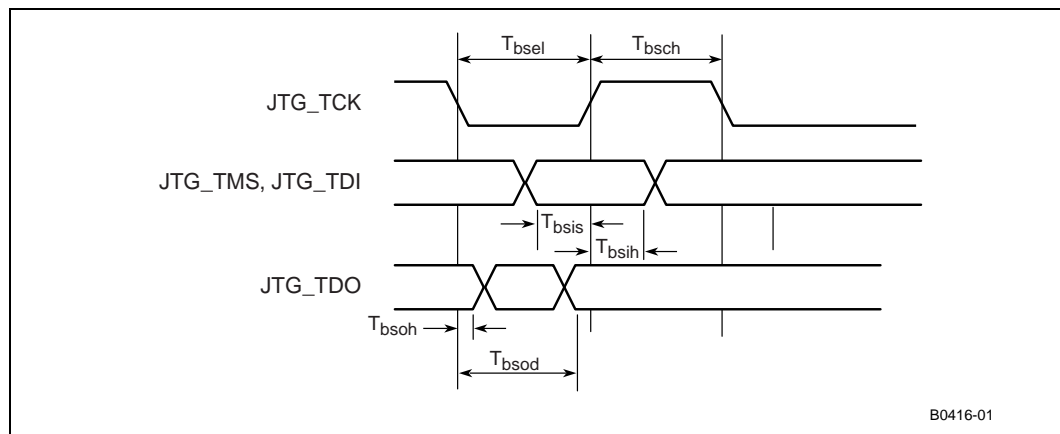 Tbsel
Tbsch
JTG_TCK
JTG_TMS, JTG_TDI
Tbsis
Tbsih
JTG_TDO
Tbsoh
Tbsod
B0416-01